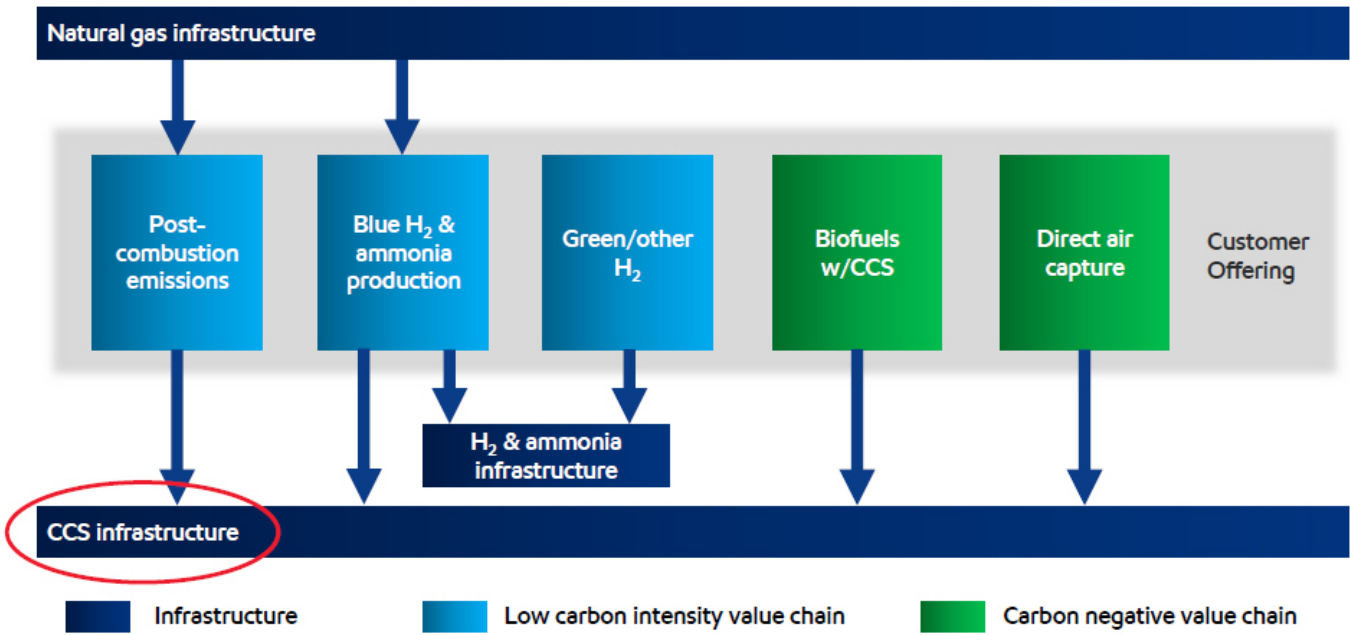 Natural gas infrastructure
Post-
combustion
emissions
Blue H₂ &
ammonia
production
Green/other
H₂
Biofuels
w/CCS
Direct air
capture
Customer
Offering
H₂ & ammonia
infrastructure
CCS infrastructure
Infrastructure
Low carbon intensity value chain
Carbon negative value chain